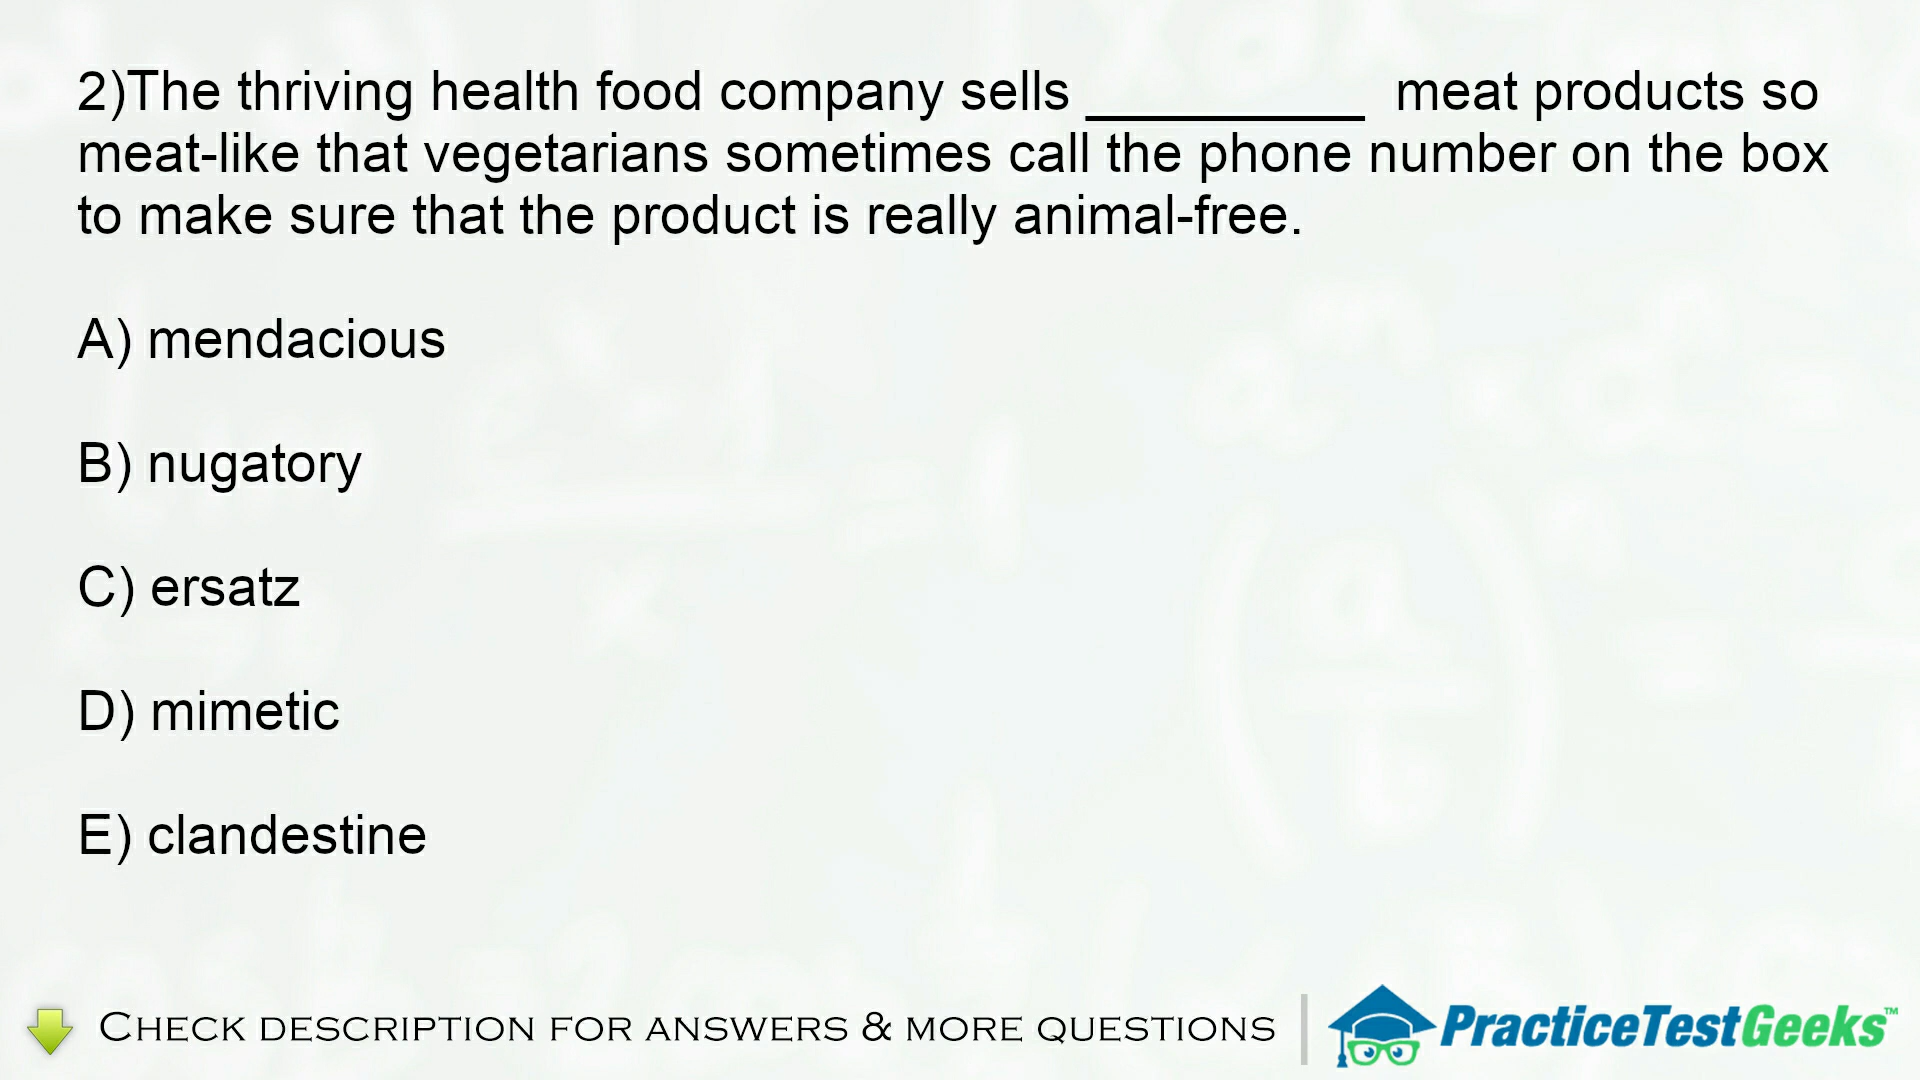 2)The thriving health food company sells __________ meat products so
meat-like that vegetarians sometimes call the phone number on the box
to make sure that the product is really animal-free.
A) mendacious
B) nugatory
C) ersatz
D) mimetic
E) clandestine
CHECK DESCRIPTION FOR ANSWERS & MORE QUESTIONS
PracticeTestGeeks™